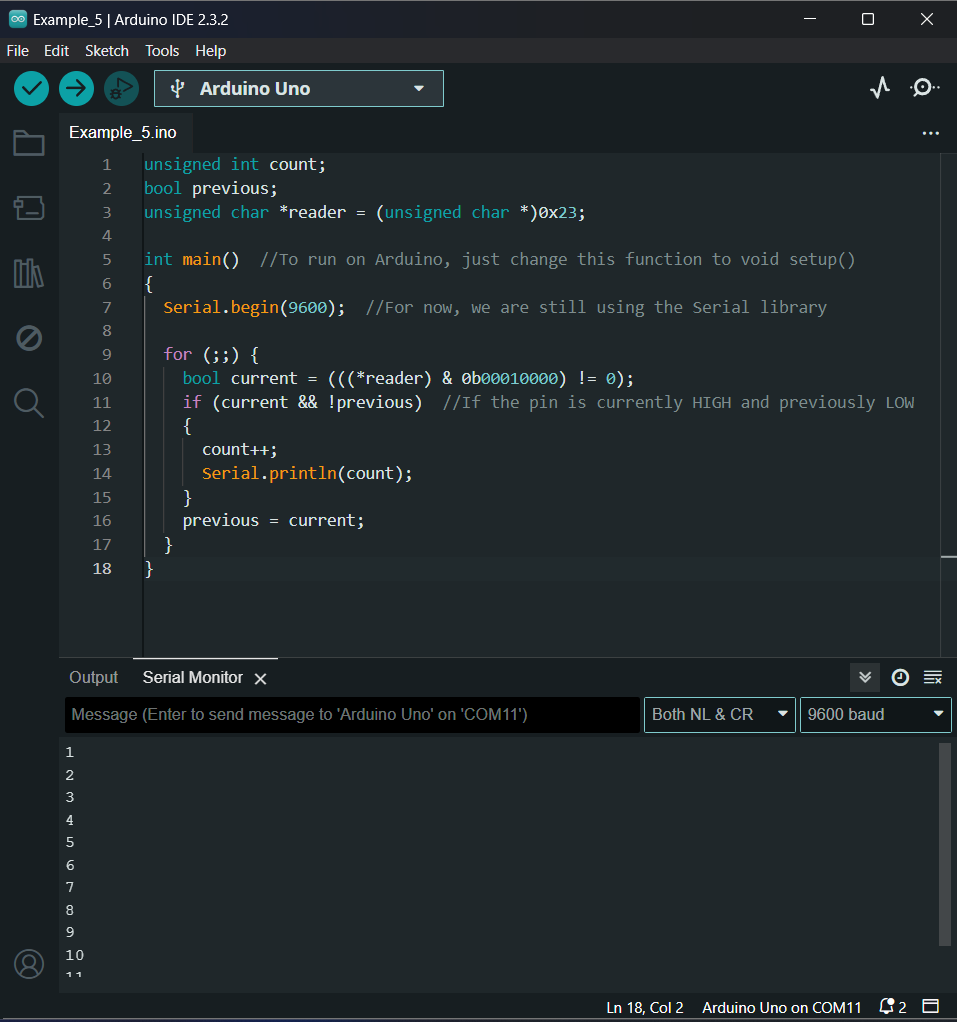 Example_5 | Arduino IDE 2.3.2
File Edit Sketch Tools Help
Arduino Uno
Example_5.ino
1 unsigned int count;
2 bool previous;
3 unsigned char *reader = (unsigned char *)0x23;
4
5 int main()  //To run on Arduino, just change this function to void setup()
6 {
7   Serial.begin(9600);  //For now, we are still using the Serial library
8
9   for (;;) {
10     bool current = (((*reader) & 0b00010000) != 0);
11     if (current && !previous)  //If the pin is currently HIGH and previously LOW
12     {
13       count++;
14       Serial.println(count);
15     }
16     previous = current;
17   }
18 }
Output Serial Monitor
Message (Enter to send message to 'Arduino Uno' on 'COM11') Both NL & CR 9600 baud
1
2
3
4
5
6
7
8
9
10
11
Ln 18, Col 2 Arduino Uno on COM11 2